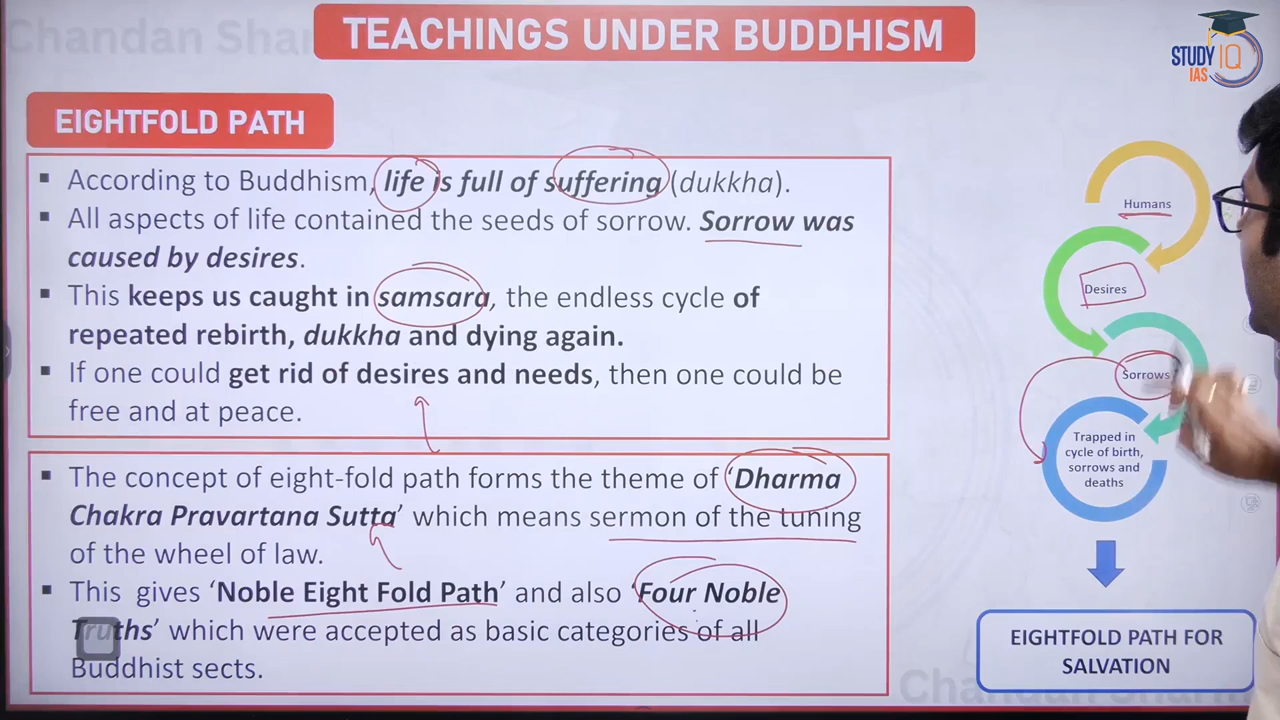 TEACHINGS UNDER BUDDHISM
STUDY IQ
IAS
EIGHTFOLD PATH
▪ According to Buddhism, life is full of suffering (dukkha).
▪ All aspects of life contained the seeds of sorrow. Sorrow was
caused by desires.
▪ This keeps us caught in samsara, the endless cycle of
repeated rebirth, dukkha and dying again.
▪ If one could get rid of desires and needs, then one could be
free and at peace.
▪ The concept of eight-fold path forms the theme of ‘Dharma
Chakra Pravartana Sutta’ which means sermon of the tuning
of the wheel of law.
▪ This gives ‘Noble Eight Fold Path’ and also ‘Four Noble
Truths’ which were accepted as basic categories of all
Buddhist sects.
Humans
Desires
Sorrows
Trapped in
cycle of birth,
sorrows and
deaths
EIGHTFOLD PATH FOR
SALVATION
Chandan Shar
Chandan Sharm